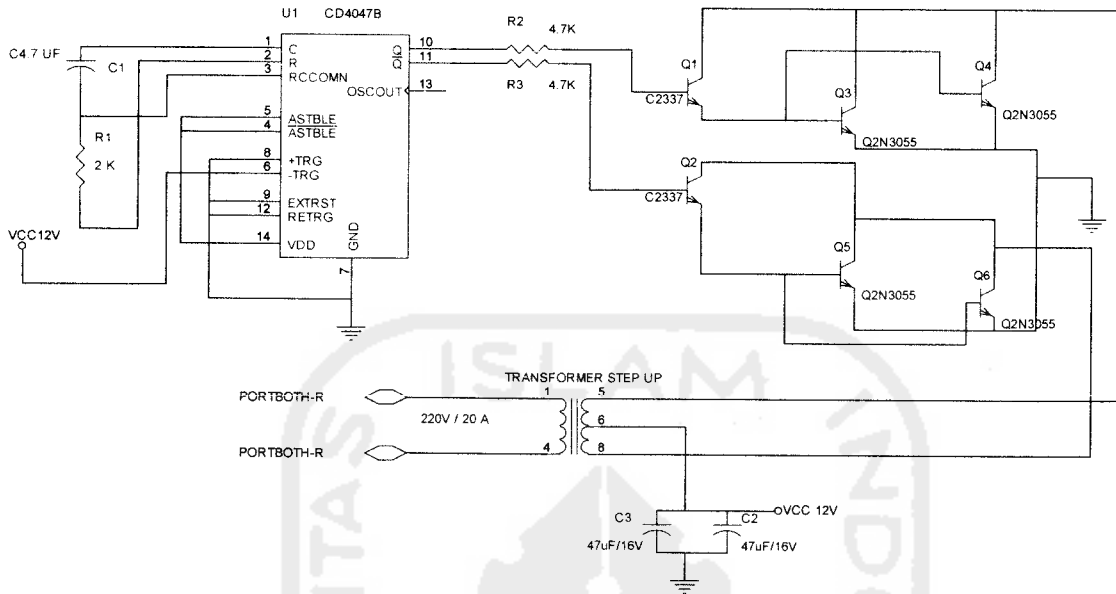 U1 CD4047B
C4.7 UF
C1
R1
2 K
VCC12V
1 C
2 R
3 RCCOMN
5 ASTBLE
4 ASTBLE
8 +TRG
6 -TRG
9 EXTRST
12 RETRG
14 VDD
GND
7
Q 10
Q 11
OSCOUT 13
R2 4.7K
R3 4.7K
Q1
C2337
Q3
Q2N3055
Q4
Q2N3055
Q2
C2337
Q5
Q2N3055
Q6
Q2N3055
TRANSFORMER STEP UP
PORTBOTH-R
PORTBOTH-R
220V / 20 A
1
4
5
6
8
VCC 12V
C3
47uF/16V
C2
47uF/16V
ISLAM
IND
ITAS